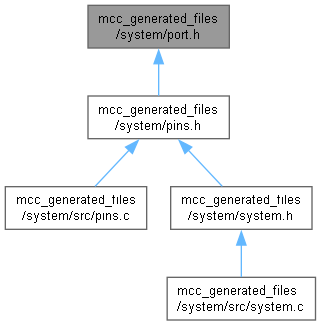 mcc_generated_files
/system/port.h
mcc_generated_files
/system/pins.h
mcc_generated_files
/system/src/pins.c
mcc_generated_files
/system/system.h
mcc_generated_files
/system/src/system.c